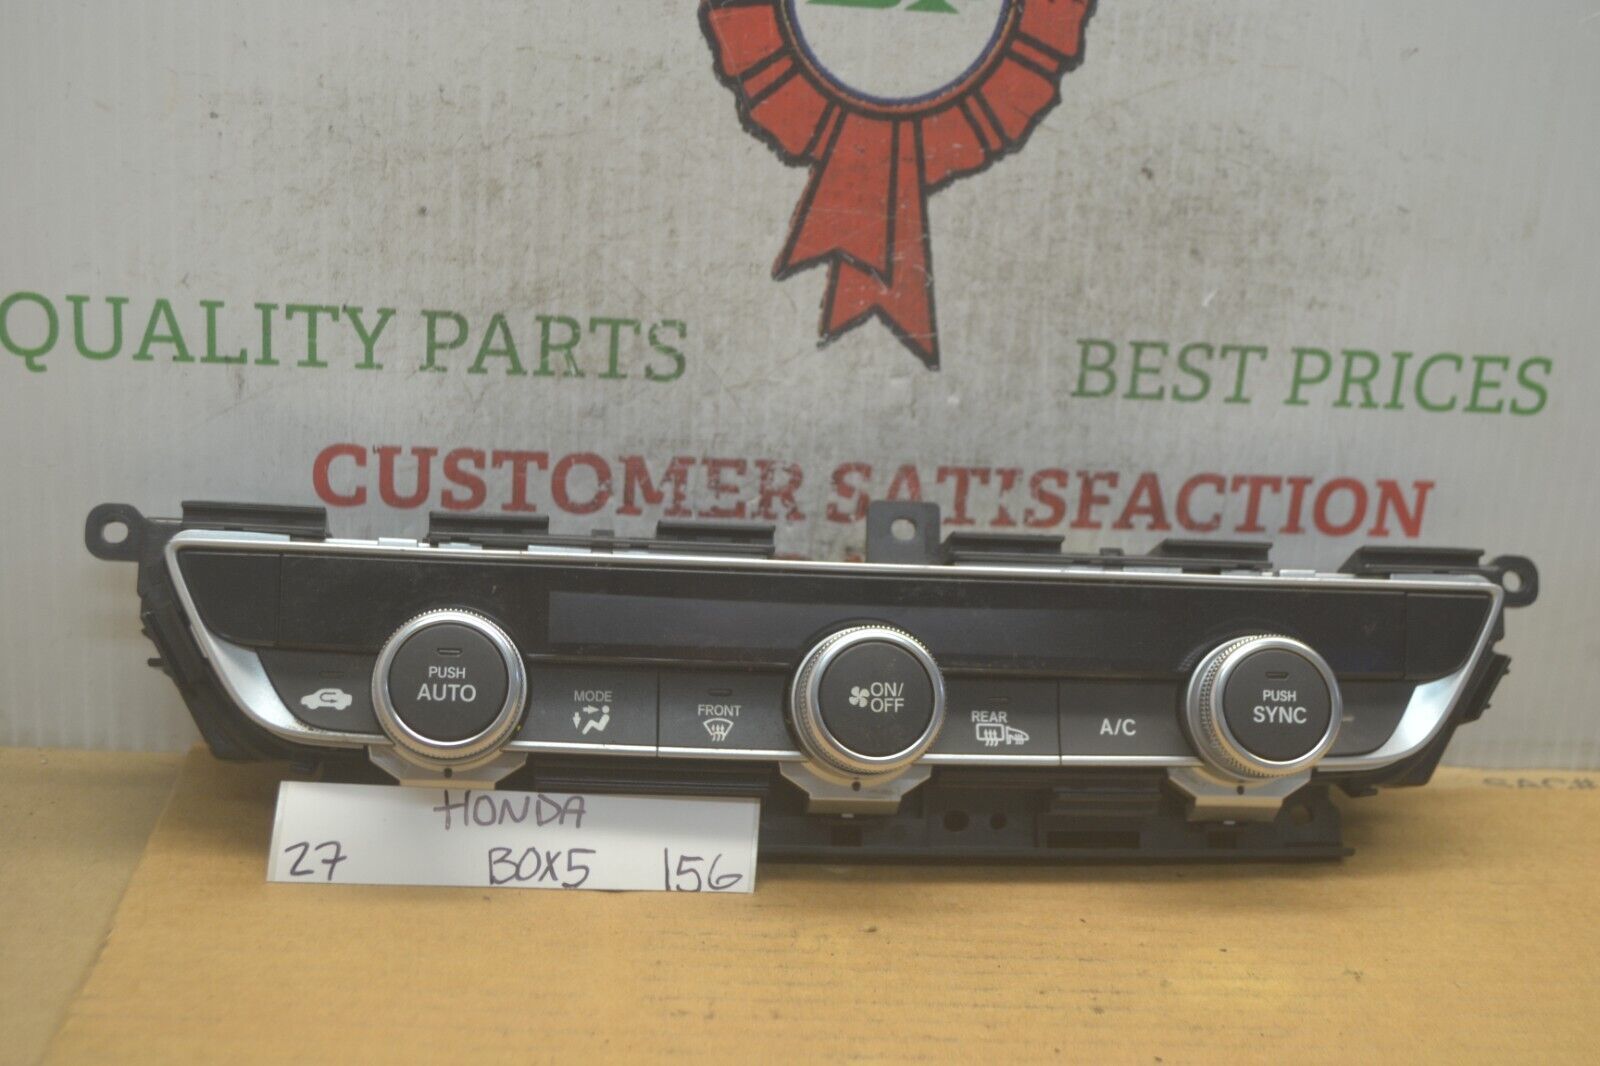 QUALITY PARTS
BEST PRICES
CUSTOMER SATISFACTION
PUSH
AUTO
MODE
FRONT
ON/
OFF
REAR
A/C
PUSH
SYNC
HONDA
27 BOX5 156